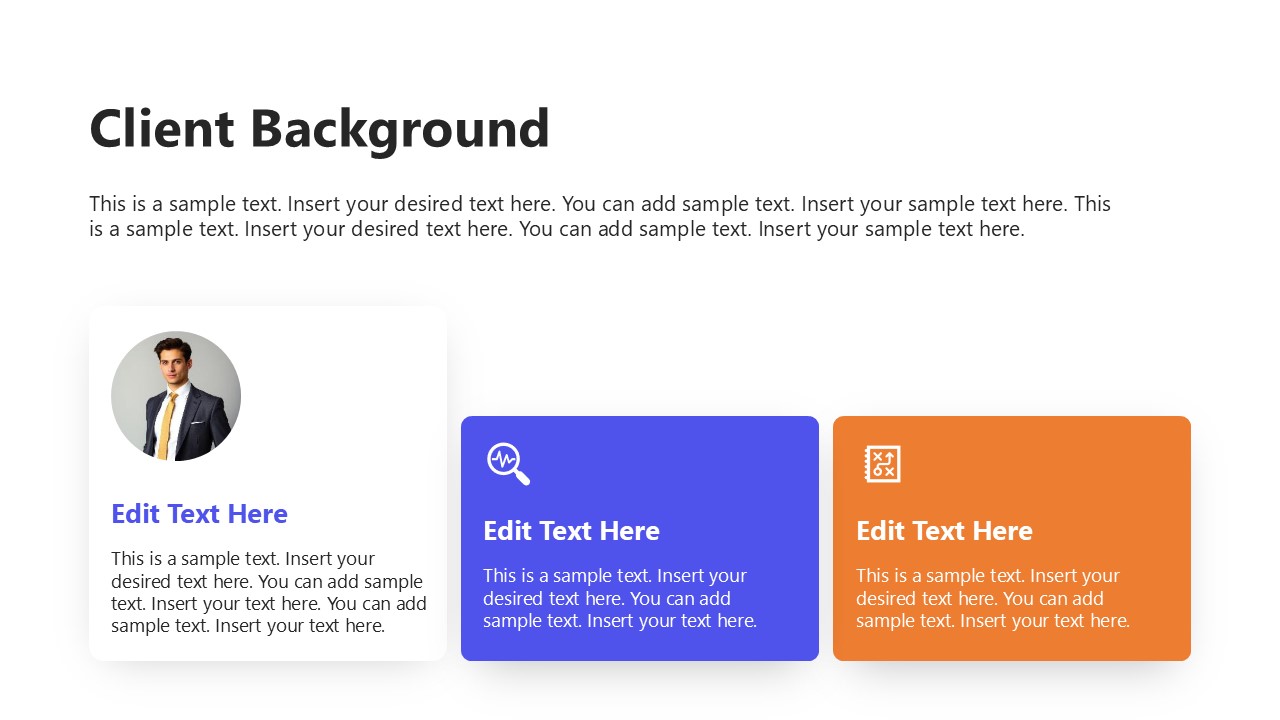 Client Background
This is a sample text. Insert your desired text here. You can add sample text. Insert your sample text here. This
is a sample text. Insert your desired text here. You can add sample text. Insert your sample text here.
Edit Text Here
This is a sample text. Insert your
desired text here. You can add sample
text. Insert your text here. You can add
sample text. Insert your text here.
Edit Text Here
This is a sample text. Insert your
desired text here. You can add
sample text. Insert your text here.
Edit Text Here
This is a sample text. Insert your
desired text here. You can add
sample text. Insert your text here.